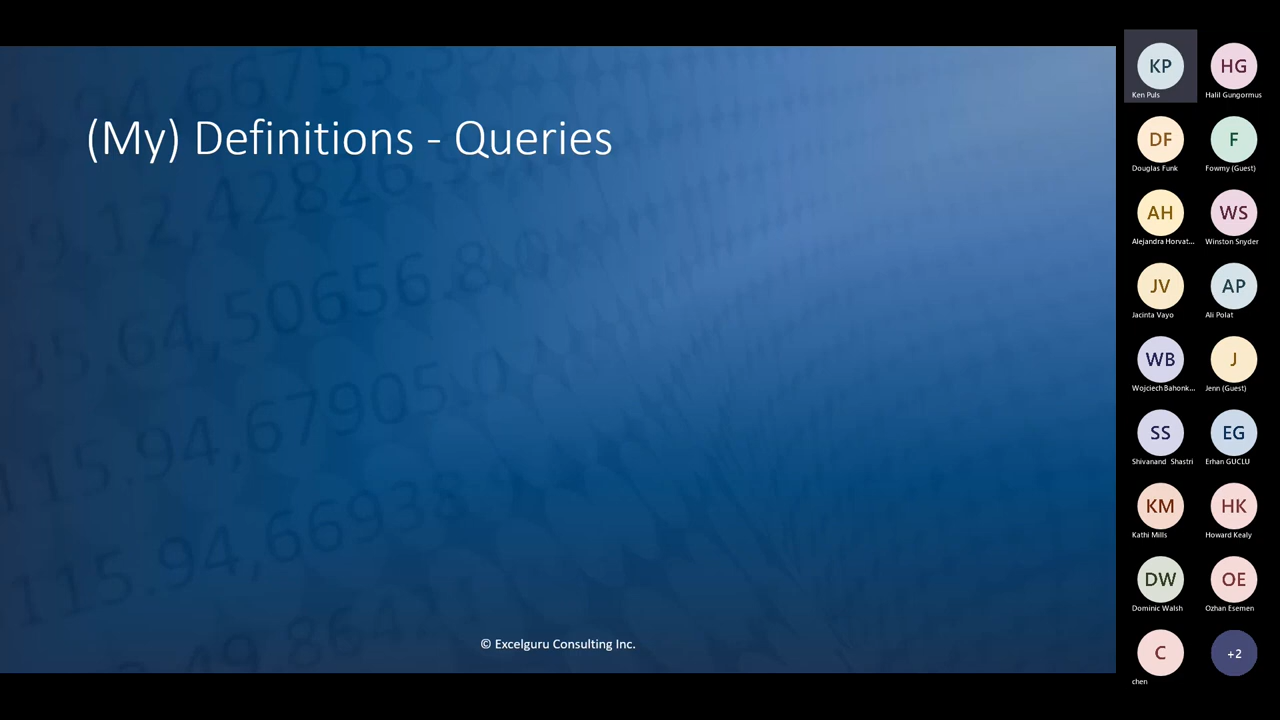 (My) Definitions - Queries
© Excelguru Consulting Inc.
KP
Ken Puls
HG
Halil Gungormus
DF
Douglas Funk
F
Fowmy (Guest)
AH
Alejandra Horvat...
WS
Winston Snyder
JV
Jacinta Vayo
AP
Ali Polat
WB
Wojciech Bahonk...
J
Jenn (Guest)
SS
Shivanand Shastri
EG
Erhan GUCLU
KM
Kathi Mills
HK
Howard Kealy
DW
Dominic Walsh
OE
Ozhan Esemen
C
chen
+2